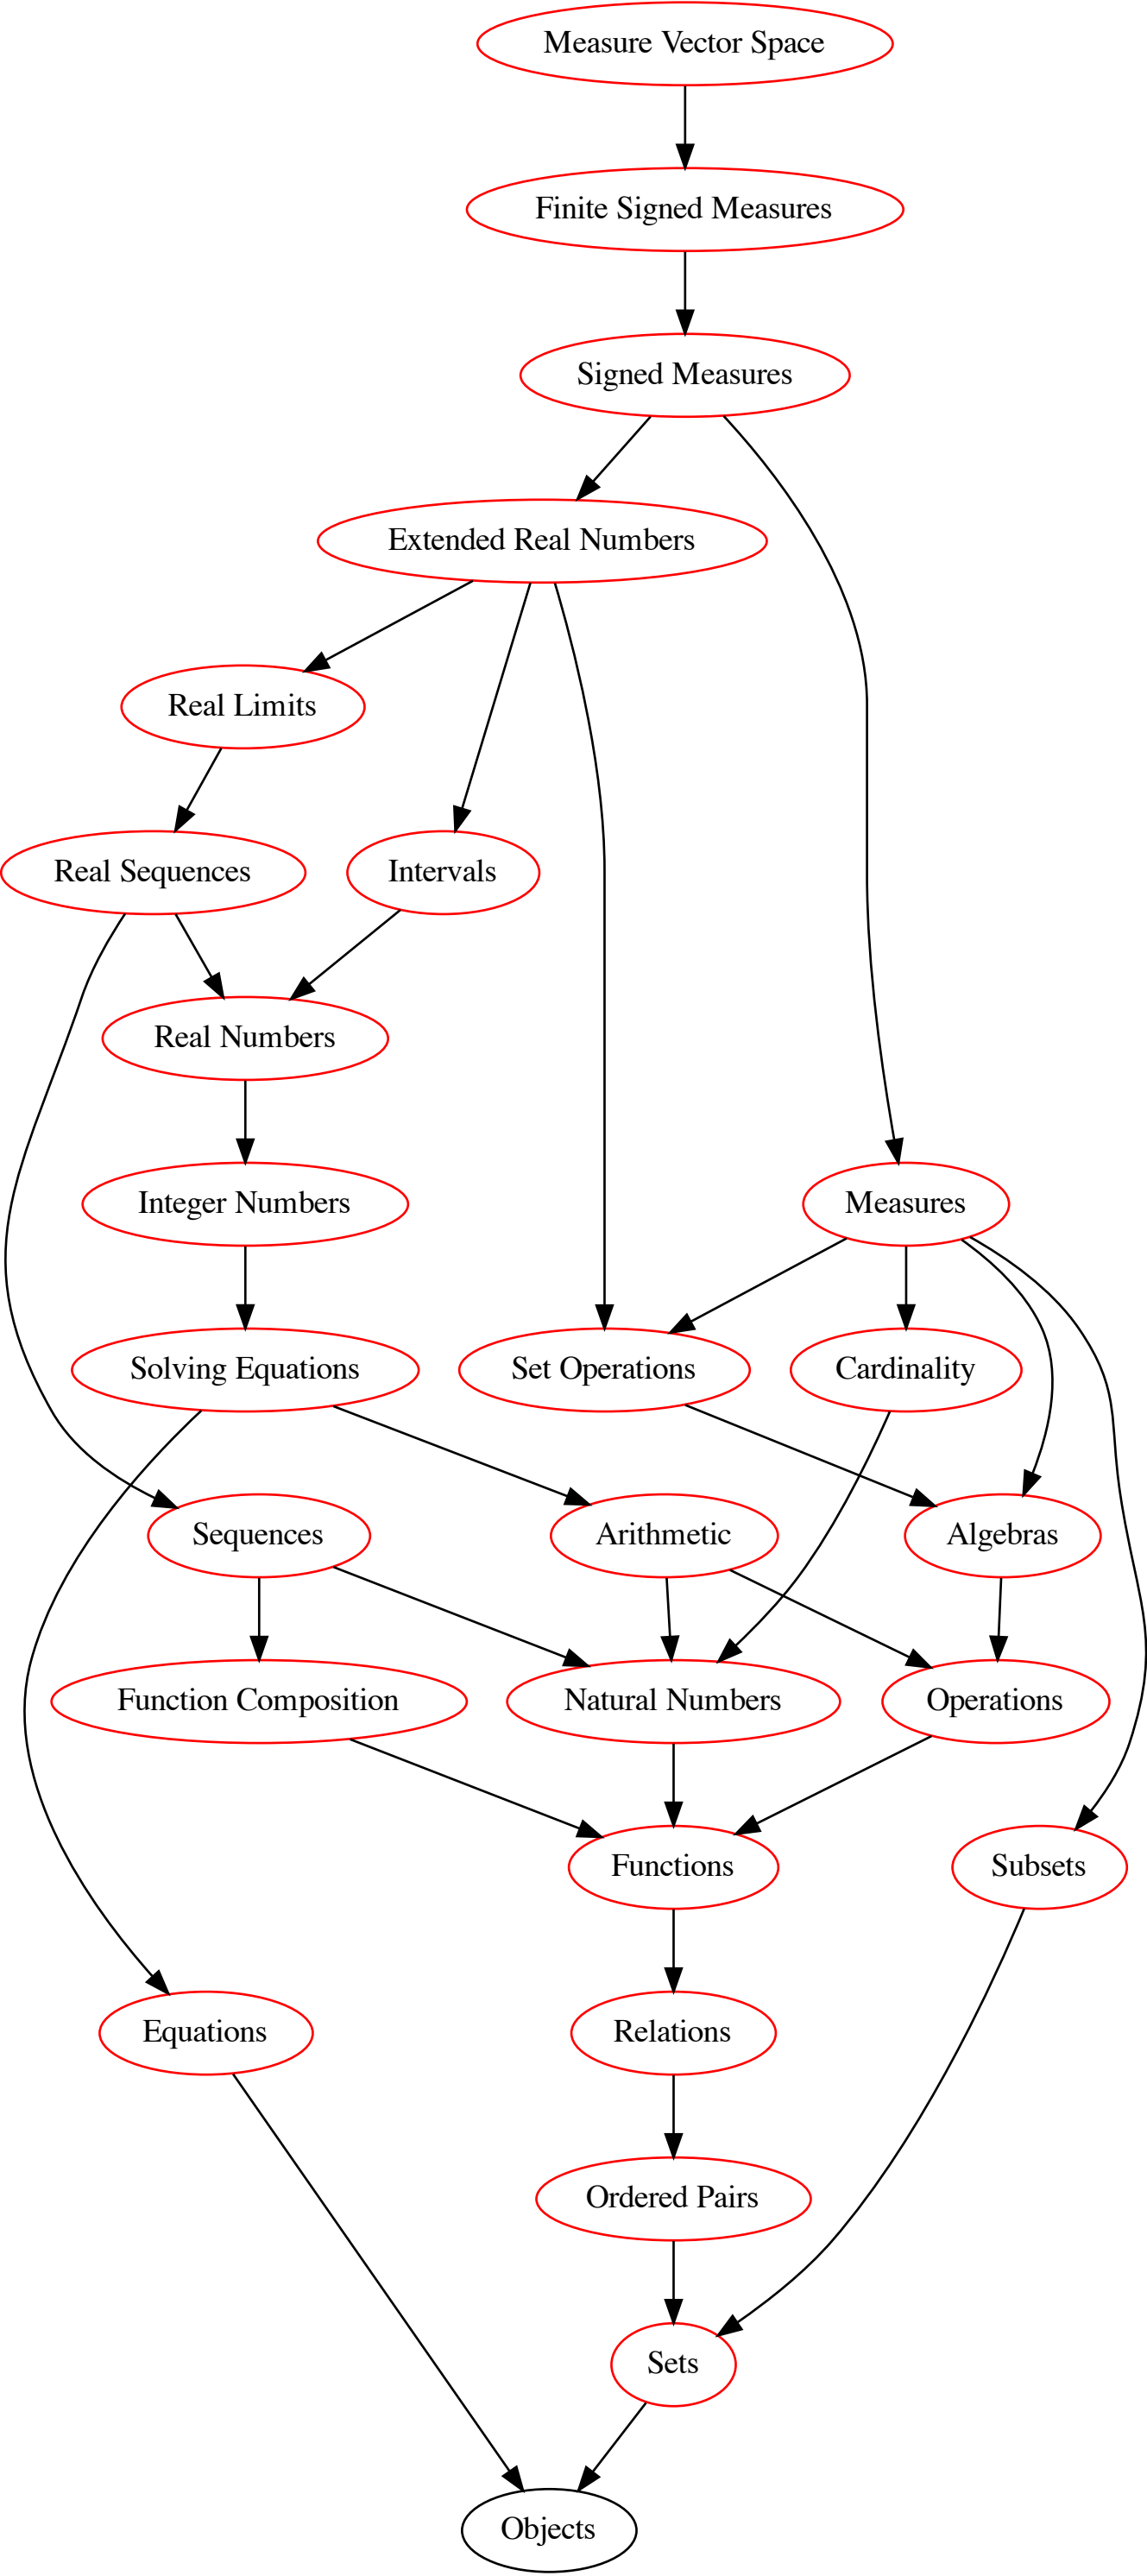 Measure Vector Space
Finite Signed Measures
Signed Measures
Extended Real Numbers
Real Limits
Real Sequences
Intervals
Real Numbers
Integer Numbers
Measures
Solving Equations
Set Operations
Cardinality
Sequences
Arithmetic
Algebras
Function Composition
Natural Numbers
Operations
Functions
Subsets
Equations
Relations
Ordered Pairs
Sets
Objects